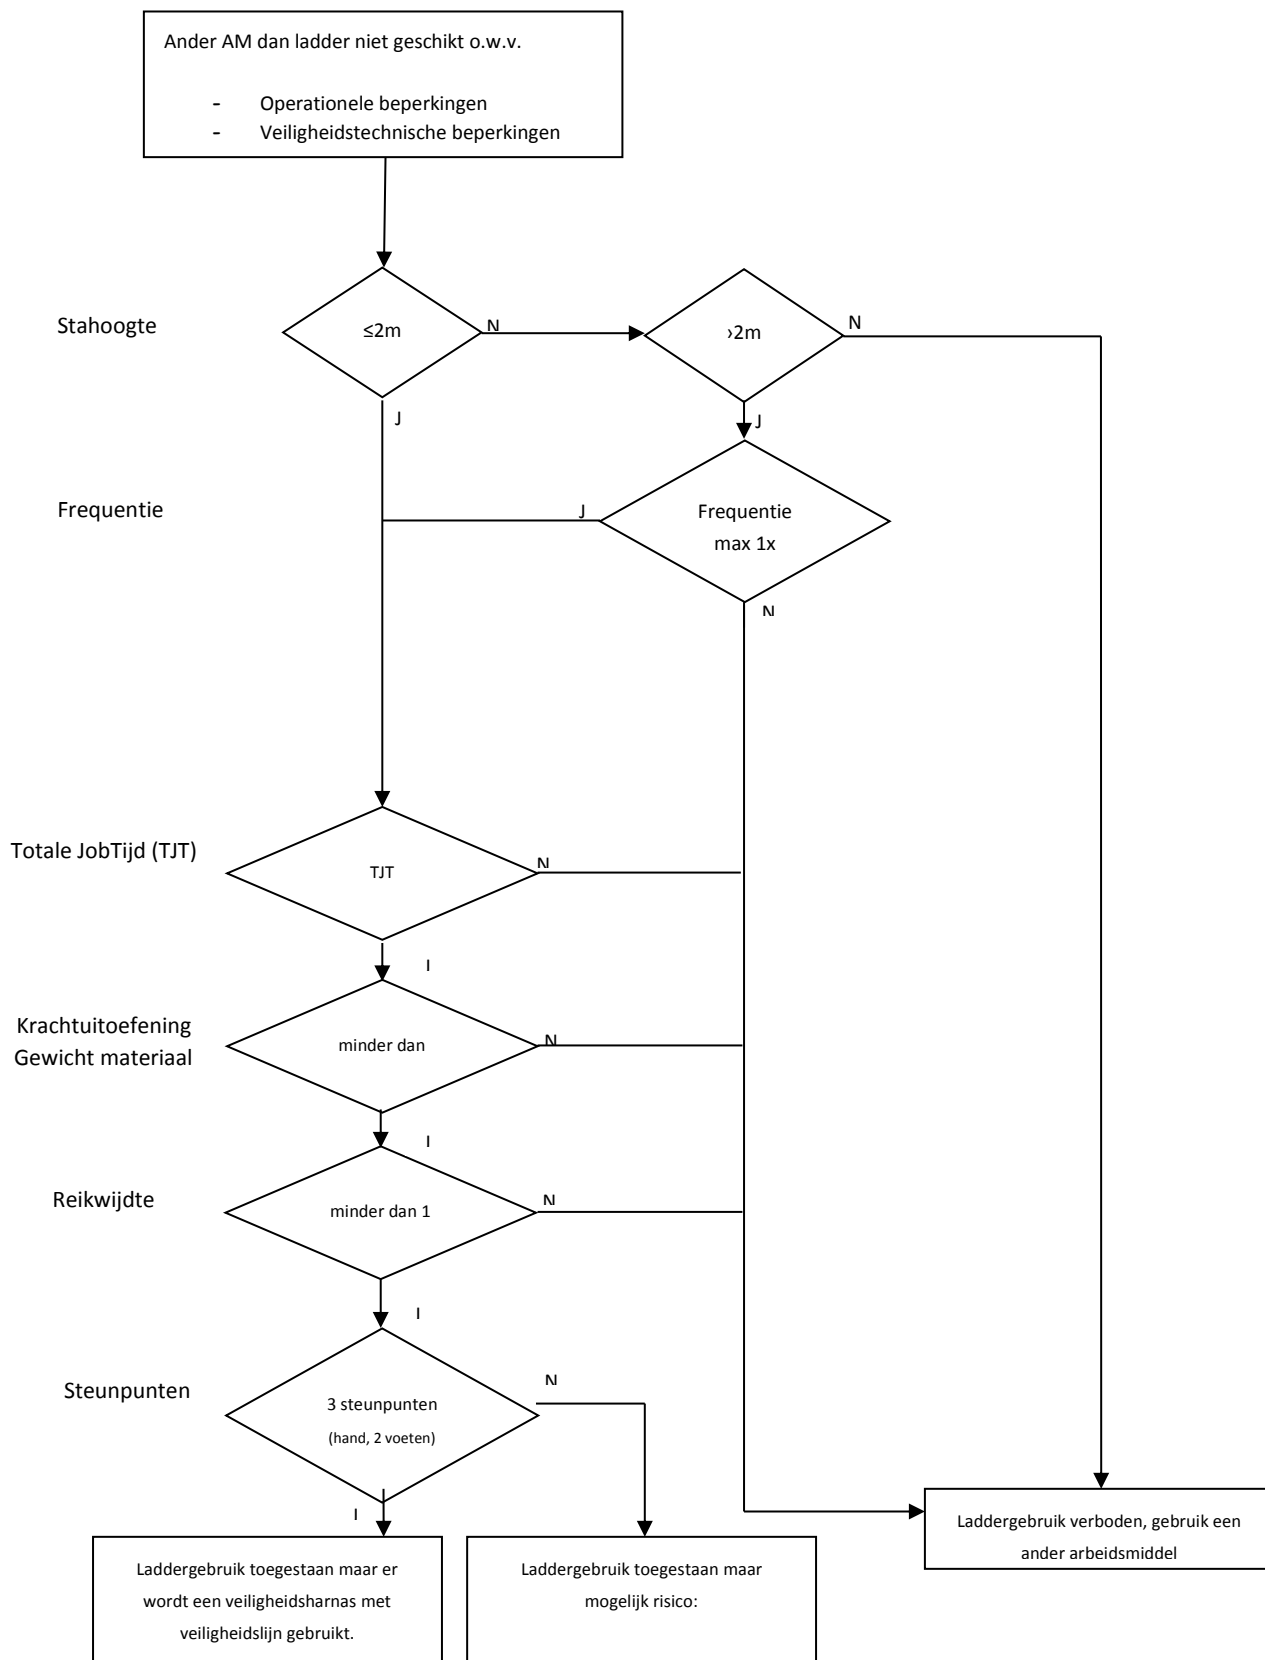 Ander AM dan ladder niet geschikt o.w.v.
- Operationele beperkingen
- Veiligheidstechnische beperkingen
Stahoogte
≤2m
N
›2m
N
J
J
Frequentie
J
Frequentie
max 1x
N
Totale JobTijd (TJT)
TJT
N
Krachtuitoefening
Gewicht materiaal
minder dan
N
Reikwijdte
minder dan 1
N
Steunpunten
3 steunpunten
(hand, 2 voeten)
N
Laddergebruik verboden, gebruik een
ander arbeidsmiddel
Laddergebruik toegestaan maar er
wordt een veiligheidsharnas met
veiligheidslijn gebruikt.
Laddergebruik toegestaan maar
mogelijk risico: